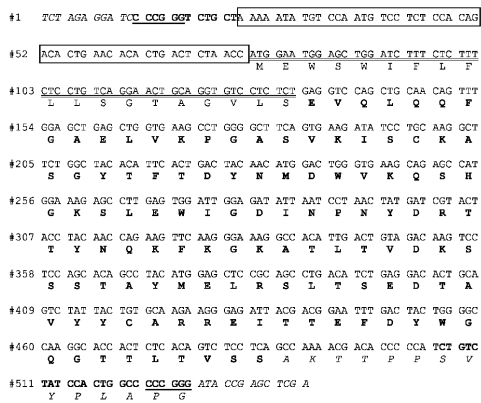 #1 TCT AGA GGA TCC CCG GGT CTG CTA AAA ATA TGT CCA ATG TCC TCT CCA CAG
#52 ACA CTG AAC ACA CTG ACT CTA ACC ATG GAA TGG AGC TGG ATC TTT CTC TTT
M E W S W I F L F
#103 CTC CTG TCA GGA ACT GCA GGT GTC CTC TCT GAG GTC CAG CTG CAA CAG TTT
L L S G T A G V L S E V Q L Q Q F
#154 GGA GCT GAG CTG GTG AAG CCT GGG GCT TCA GTG AAG ATA TCC TGC AAG GCT
G A E L V K P G A S V K I S C K A
#205 TCT GGC TAC ACA TTC ACT GAC TAC AAC ATG GAC TGG GTG AAG CAG AGC CAT
S G Y T F T D Y N M D W V K Q S H
#256 GGA AAG AGC CTT GAG TGG ATT GGA GAT ATT AAT CCT AAC TAT GAT CGT ACT
G K S L E W I G D I N P N Y D R T
#307 ACC TAC AAC CAG AAG TTC AAG GGA AAG GCC ACA TTG ACT GTA GAC AAG TCC
T Y N Q K F K G K A T L T V D K S
#358 TCC AGC ACA GCC TAC ATG GAG CTC CGC AGC CTG ACA TCT GAG GAC ACT GCA
S S T A Y M E L R S L T S E D T A
#409 GTC TAT TAC TGT GCA AGA AGG GAG ATT ACG ACG GAA TTT GAC TAC TGG GGC
V Y Y C A R R E I T T E F D Y W G
#460 CAA GGC ACC ACT CTC ACA GTC TCC TCA GCC AAA ACG ACA CCC CCA TCT GTC
Q G T T L T V S S A K T T P P S V
#511 TAT CCA CTG GCC CCC GGG ATA CCG AGC TCG A
Y P L A P G